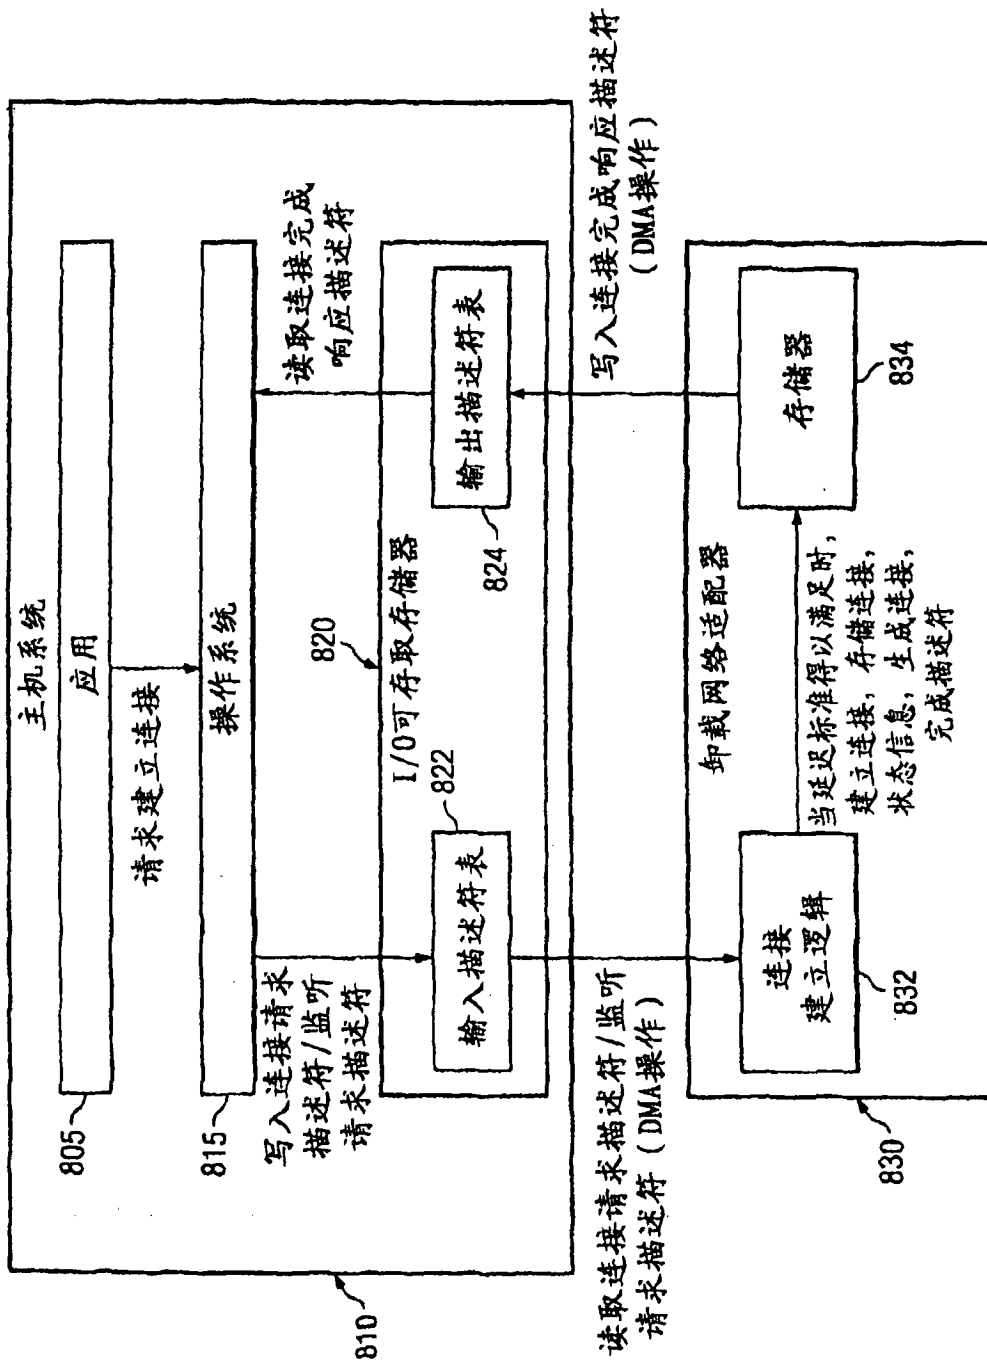 主机系统
应用
805
请求建立连接
操作系统
815
写入连接请求
描述符/监听
请求描述符
读取连接完成
响应描述符
820
I/O可存取存储器
输入描述符表
822
输出描述符表
824
810
读取连接请求描述符/监听
请求描述符(DMA操作)
写入连接完成响应描述符
(DMA操作)
卸载网络适配器
连接
建立逻辑
832
当延迟标准得以满足时,
建立连接, 存储连接,
状态信息, 生成连接,
完成描述符
存储器
834
830